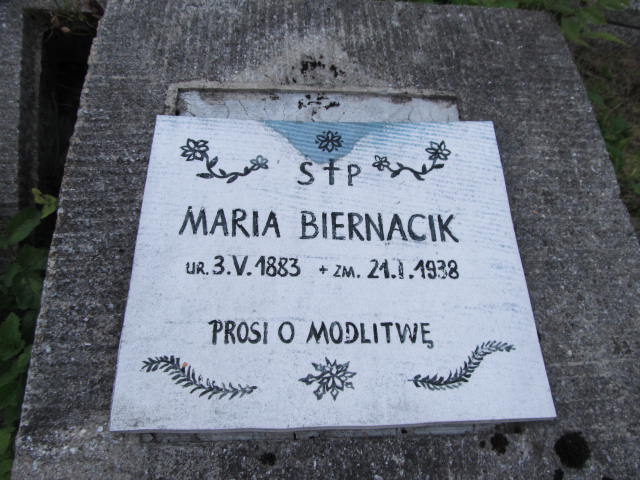 S✝P
MARIA BIERNACIK
UR. 3.V.1883 + ZM. 21.I.1938
PROSI O MODLITWĘ